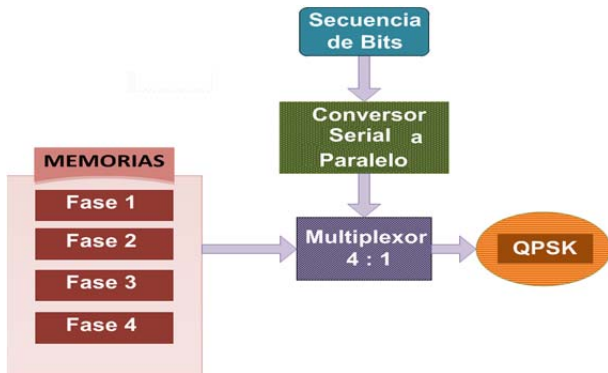 Secuencia
de Bits
Conversor
Serial a
Paralelo
MEMORIAS
Fase 1
Fase 2
Fase 3
Fase 4
Multiplexor
4 : 1
QPSK